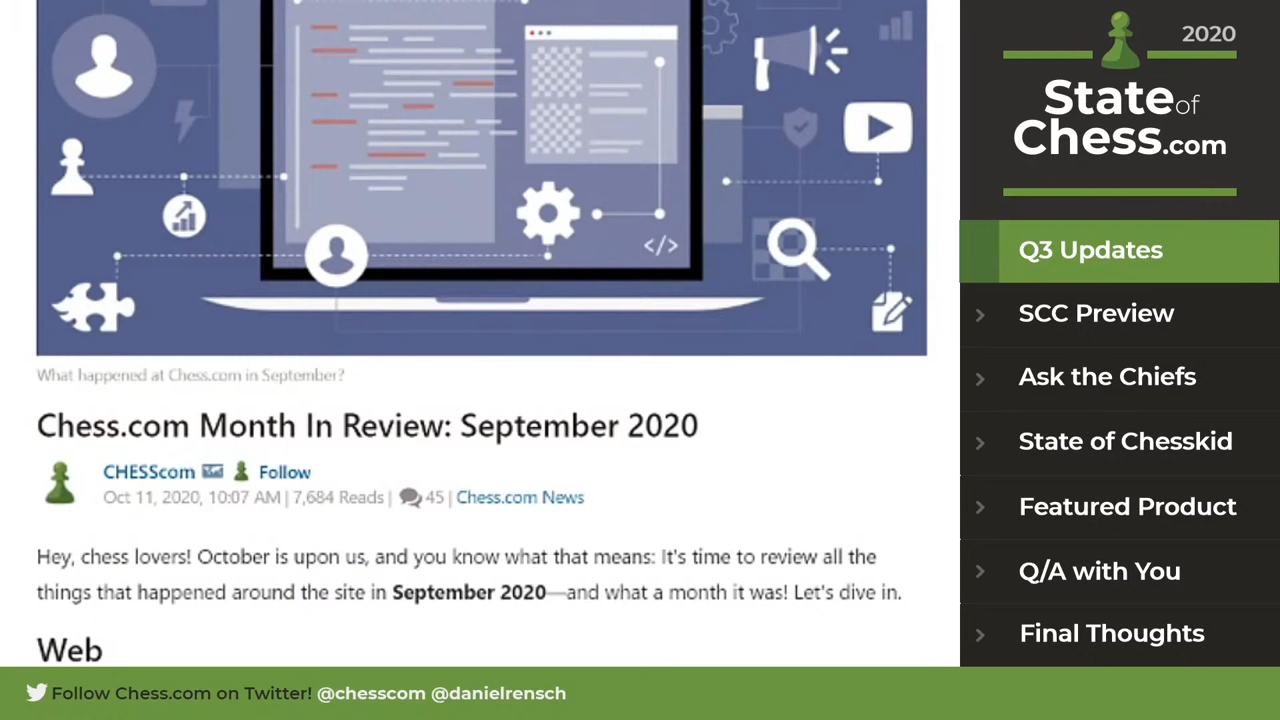 </>
What happened at Chess.com in September?
Chess.com Month In Review: September 2020
CHESScom Follow
Oct 11, 2020, 10:07 AM | 7,684 Reads | 45 | Chess.com News
Hey, chess lovers! October is upon us, and you know what that means: It's time to review all the
things that happened around the site in September 2020—and what a month it was! Let's dive in.
Web
2020
State of
Chess.com
Q3 Updates
SCC Preview
Ask the Chiefs
State of Chesskid
Featured Product
Q/A with You
Final Thoughts
Follow Chess.com on Twitter! @chesscom @danielrensch